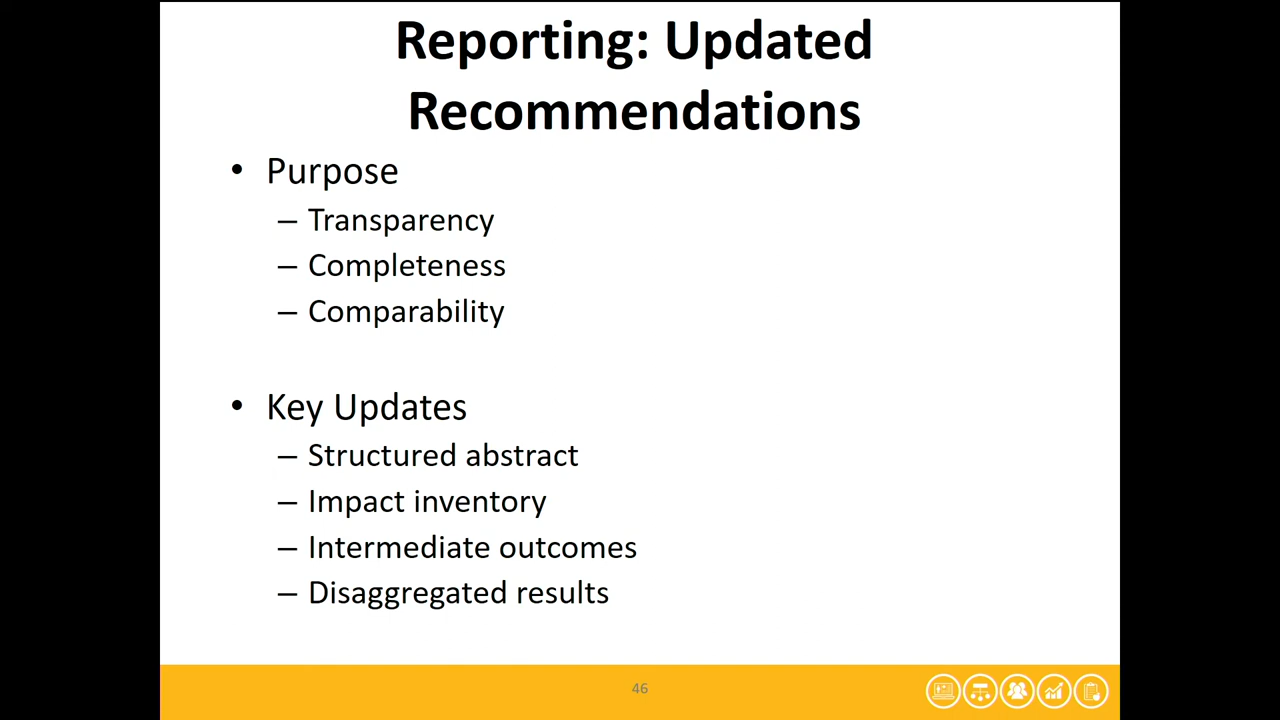 Reporting: Updated
Recommendations
• Purpose
– Transparency
– Completeness
– Comparability
• Key Updates
– Structured abstract
– Impact inventory
– Intermediate outcomes
– Disaggregated results
46